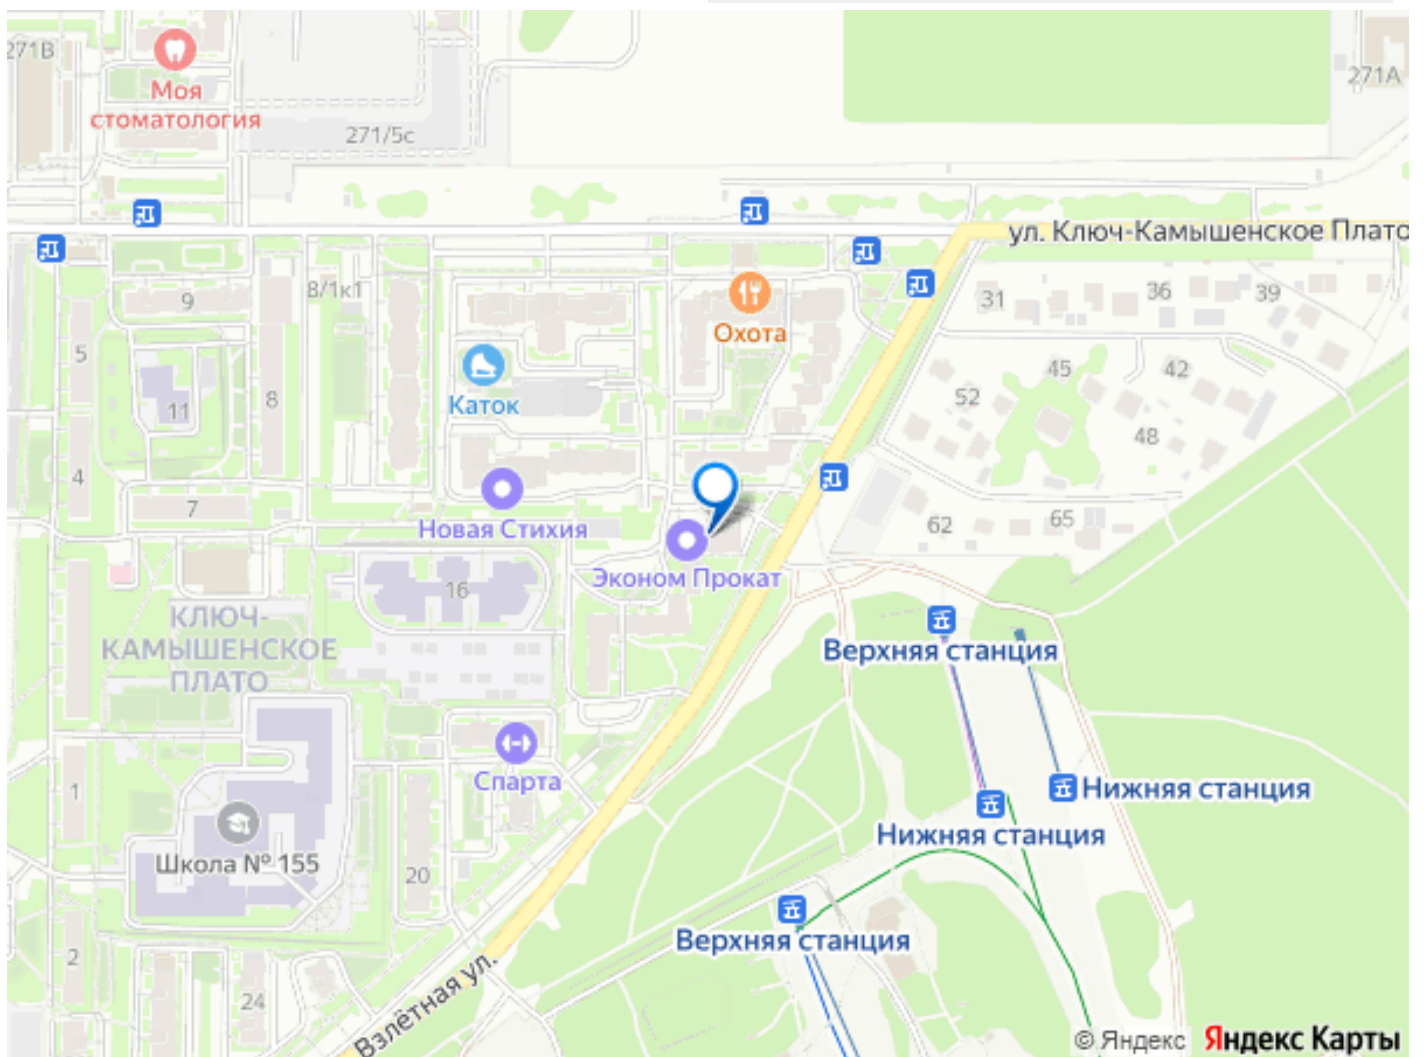 271В
Моя
стоматология
271/5с
271А
ул. Ключ-Камышенское Плато
9
8/1к1
31
36
39
Охота
5
45
42
Каток
8
52
11
48
4
7
Новая Стихия
62
65
Эконом Прокат
16
КЛЮЧ-
КАМЫШЕНСКОЕ
ПЛАТО
Верхняя станция
1
Спарта
Нижняя станция
Нижняя станция
Школа № 155
20
Верхняя станция
2
24
Взлётная ул.
© Яндекс Яндекс Карты